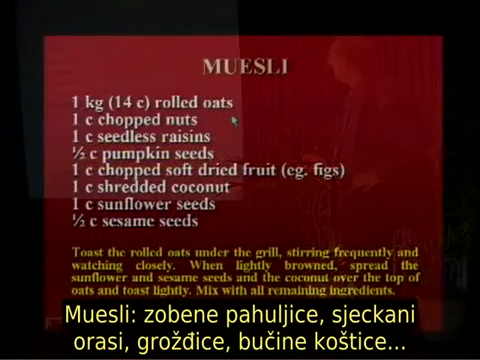 MUESLI
1 kg (14 c) rolled oats
1 c chopped nuts
1 c seedless raisins
½ c pumpkin seeds
1 c chopped soft dried fruit (eg. figs)
1 c shredded coconut
1 c sunflower seeds
½ c sesame seeds
Toast the rolled oats under the grill, stirring frequently and
watching closely. When lightly browned, spread the
sunflower and sesame seeds and the coconut over the top of
oats and toast lightly. Mix with all remaining ingredients.
Muesli: zobene pahuljice, sjeckani
orasi, grožđice, bučine koštice...